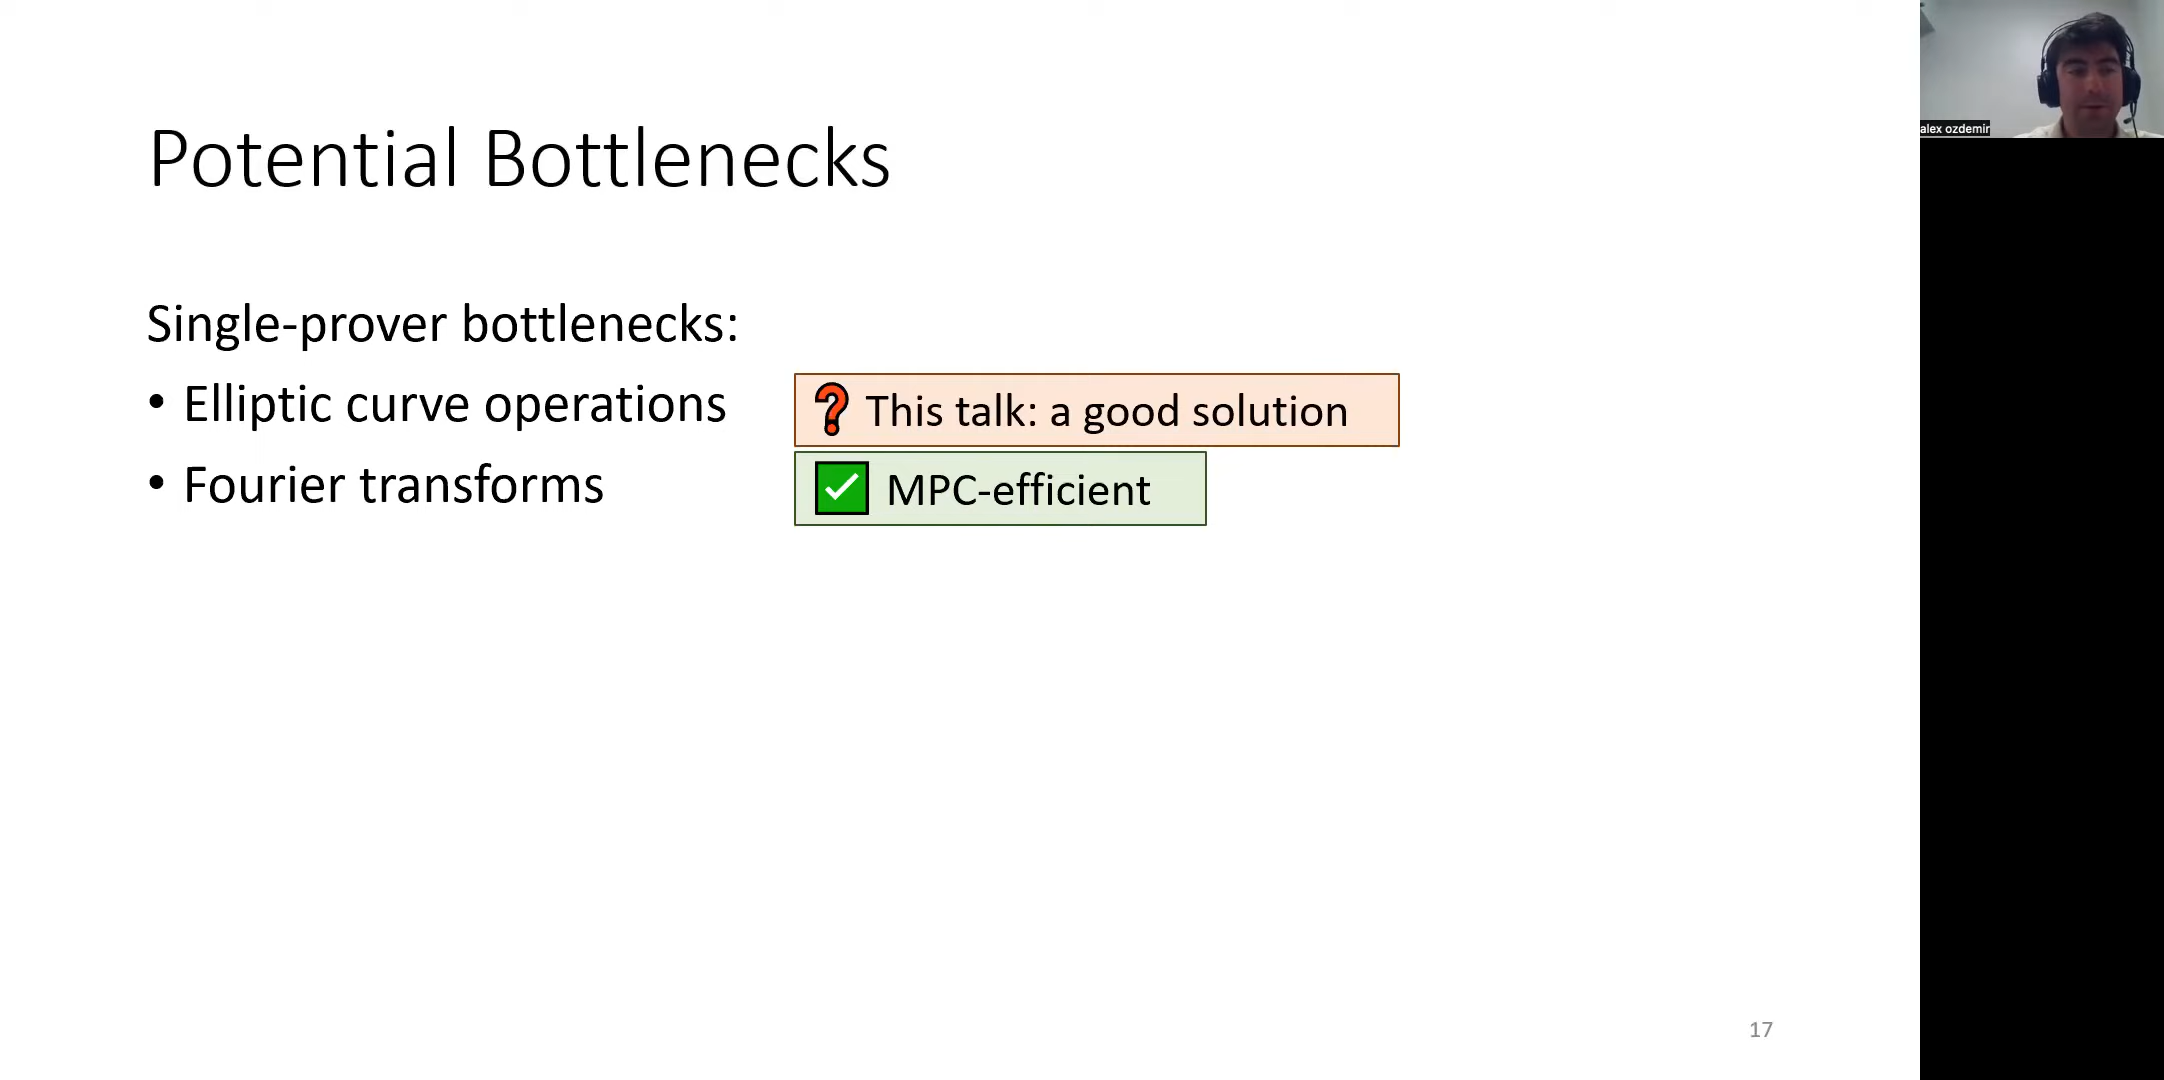 Potential Bottlenecks
alex ozdemir
Single-prover bottlenecks:
• Elliptic curve operations
❓ This talk: a good solution
• Fourier transforms
✅ MPC-efficient
17